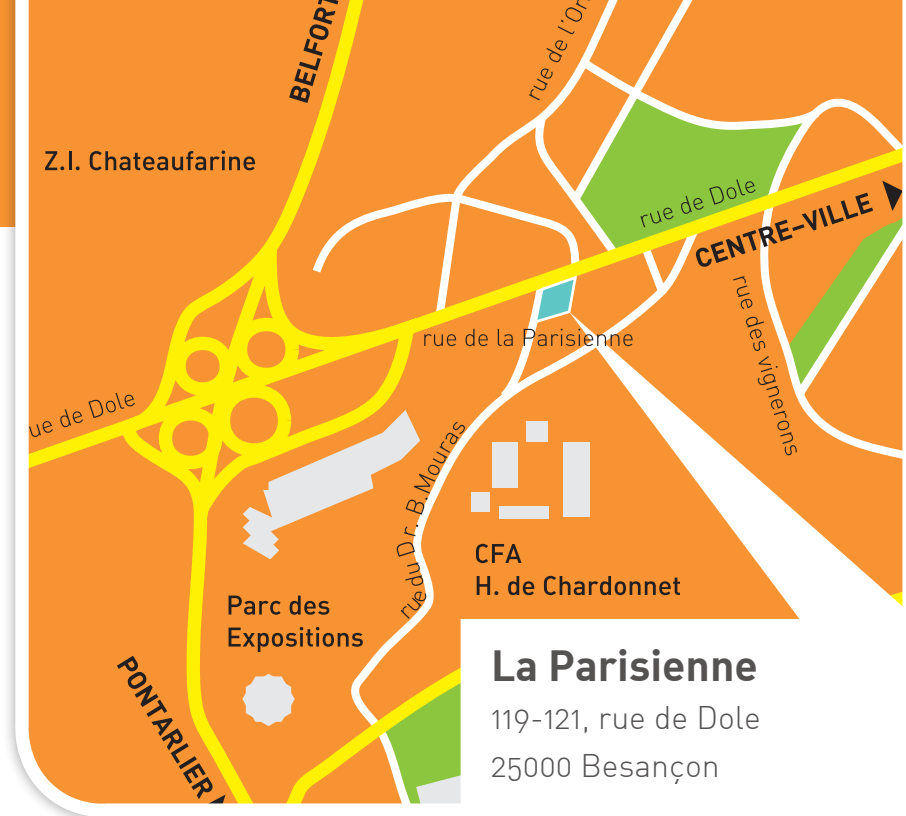 BELFORT
rue de l'Or
Z.I. Chateaufarine
rue de Dole
CENTRE-VILLE
rue de la Parisienne
rue des vignerons
ue de Dole
rue du Dr. B. Mouras
CFA
H. de Chardonnet
Parc des
Expositions
PONTARLIER
La Parisienne
119-121, rue de Dole
25000 Besançon